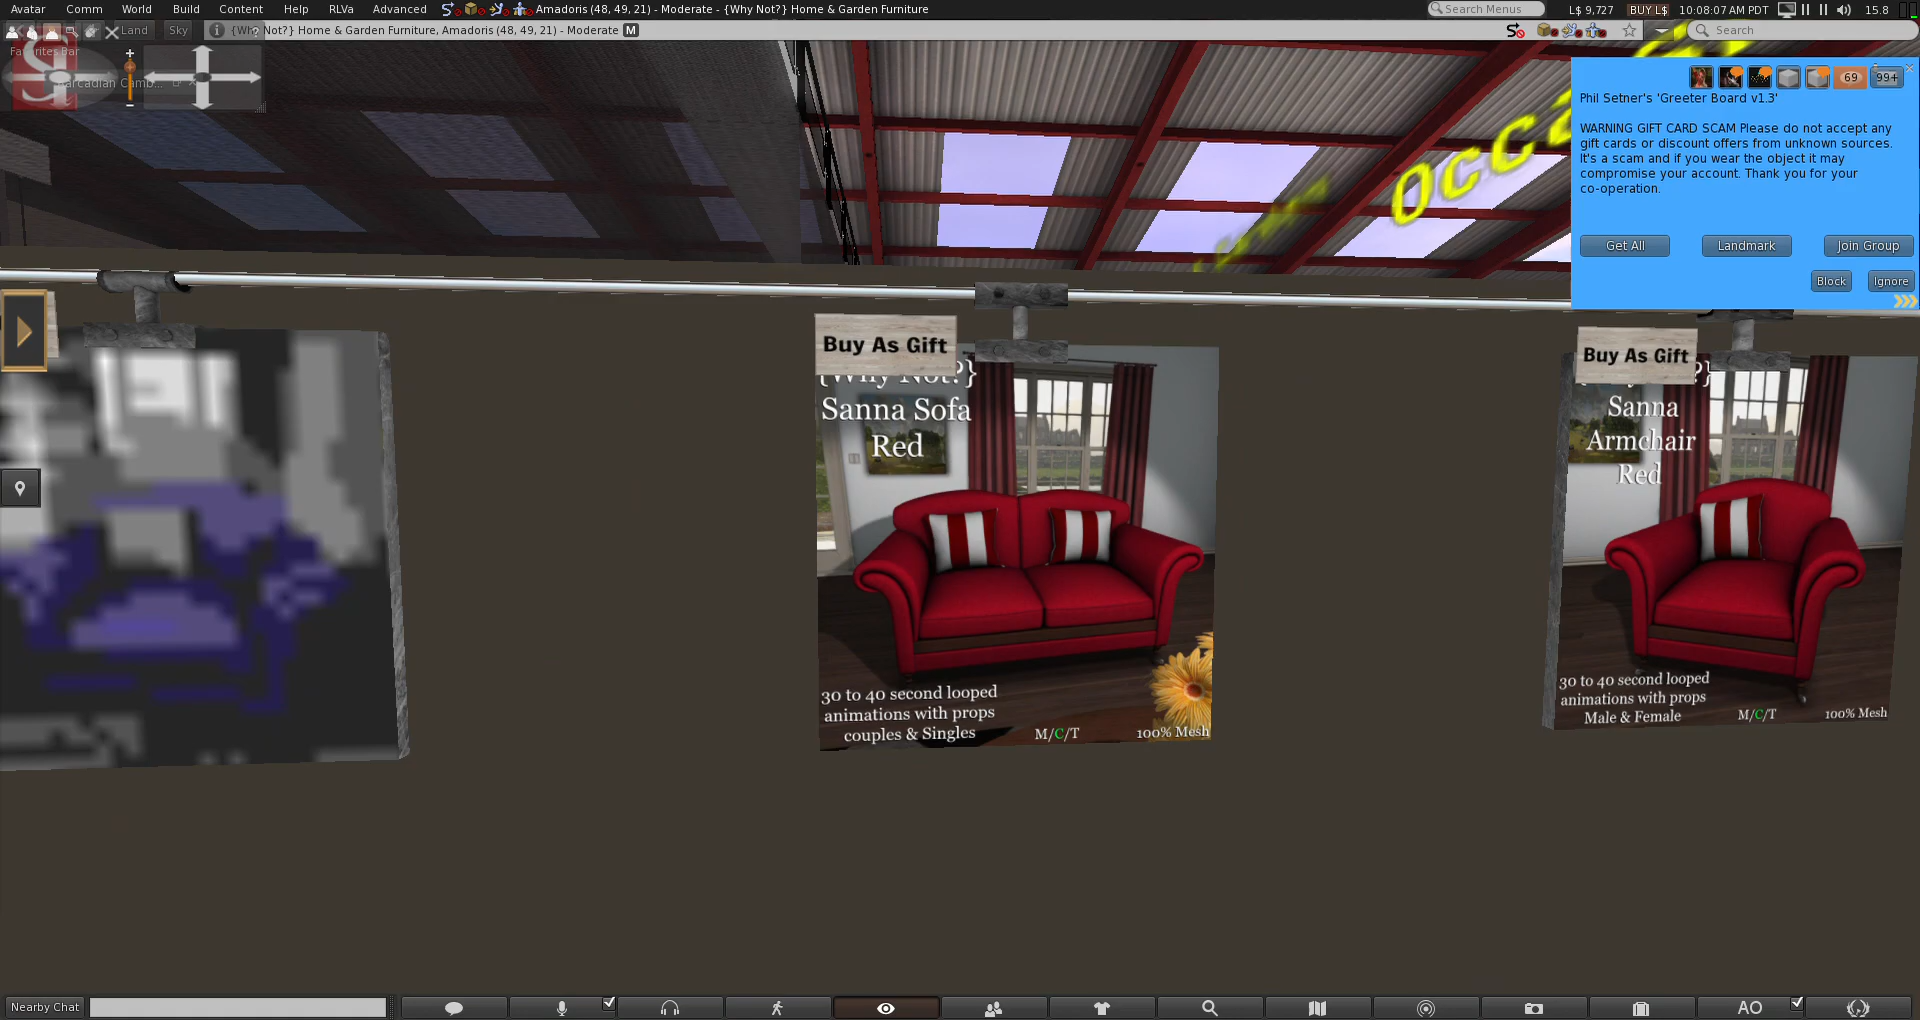 Avatar Comm World Build Content Help RLVa Advanced Amadoris (48, 49, 21) - Moderate - {Why Not?} Home & Garden Furniture Search Menus L$ 9,727 BUY L$ 10:08:07 AM PDT 15.8
Land Sky {Why Not?} Home & Garden Furniture, Amadoris (48, 49, 21) - Moderate M Search
Favorites Bar
69 99+
Phil Setner's 'Greeter Board v1.3'
WARNING GIFT CARD SCAM Please do not accept any
gift cards or discount offers from unknown sources.
It's a scam and if you wear the object it may
compromise your account. Thank you for your
co-operation.
Get All Landmark Join Group
Block Ignore
Buy As Gift
{Why Not?}
Sanna Sofa
Red
30 to 40 second looped
animations with props
couples & Singles
M/C/T
100% Mesh
Buy As Gift
Sanna
Armchair
Red
30 to 40 second looped
animations with props
Male & Female
M/C/T
100% Mesh
Nearby Chat AO